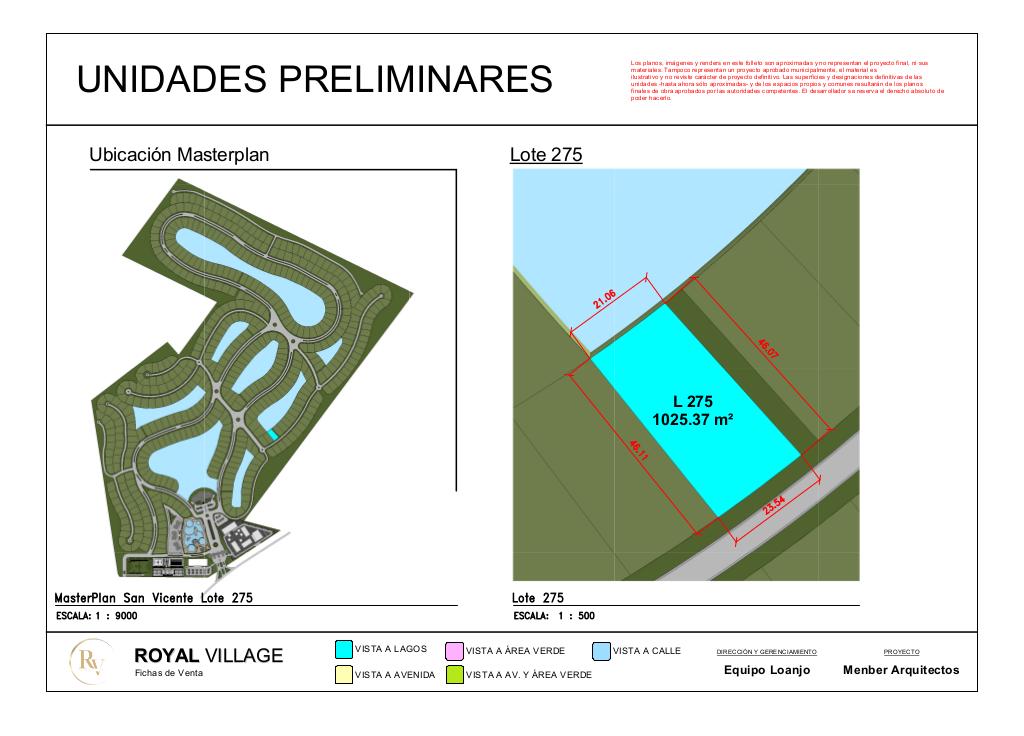 UNIDADES PRELIMINARES
Los planos, imágenes y renders en este folleto son aproximadas y no representan el proyecto final, ni sus
materiales. Tampoco representan un proyecto aprobado municipalmente, el material es
ilustrativo y no reviste carácter de proyecto definitivo. Las superficies y designaciones definitivas de las
unidades -hasta ahora sólo aproximadas- y de los espacios propios y comunes resultarán de los planos
finales de obra aprobados por las autoridades competentes. El desarrollador se reserva el derecho absoluto de
poder hacerlo.
Ubicación Masterplan
Lote 275
21.06
46.07
L 275
1025.37 m²
46.11
23.54
MasterPlan San Vicente Lote 275
ESCALA: 1 : 9000
Lote 275
ESCALA: 1 : 500
RV
ROYAL VILLAGE
Fichas de Venta
VISTA A LAGOS
VISTA A ÁREA VERDE
VISTA A CALLE
VISTA A AVENIDA
VISTA A AV. Y ÁREA VERDE
DIRECCIÓN Y GERENCIAMIENTO
Equipo Loanjo
PROYECTO
Menber Arquitectos